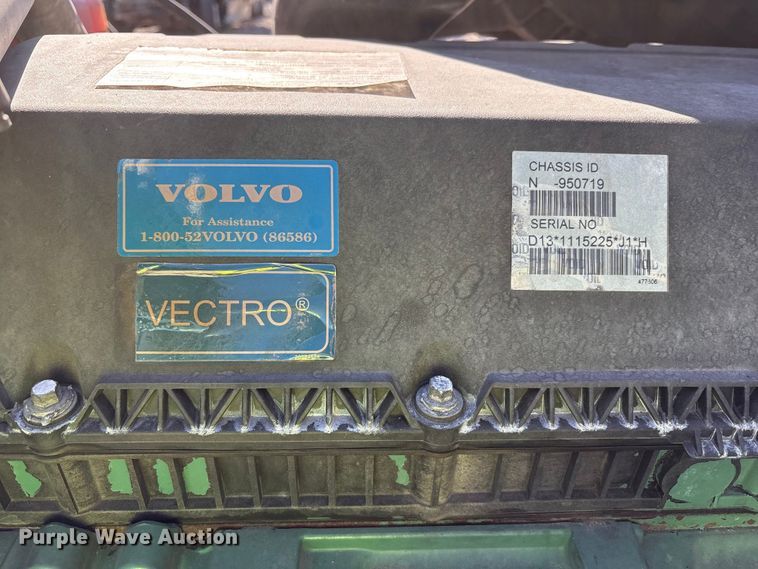 VOLVO
For Assistance
1-800-52VOLVO (86586)
VECTRO®
CHASSIS ID
N -950719
SERIAL NO
D13*1115225*J1*H
477606
Purple Wave Auction